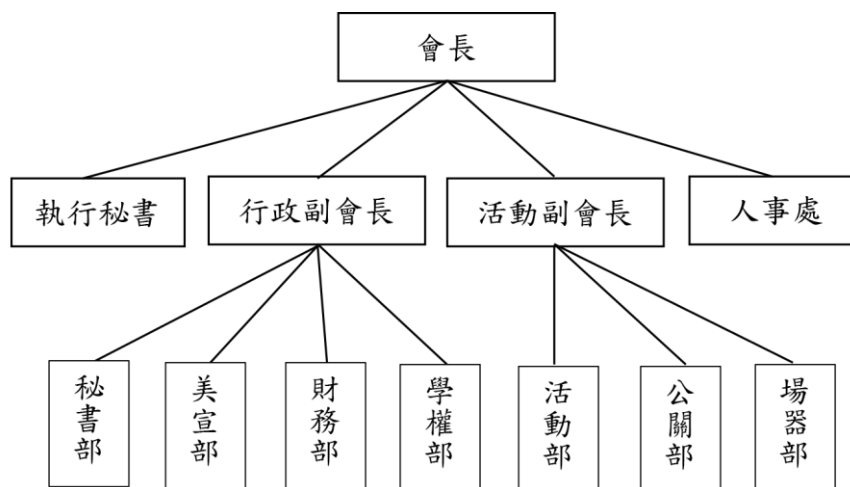 會長
執行秘書
行政副會長
活動副會長
人事處
秘書部
美宣部
財務部
學權部
活動部
公關部
場器部